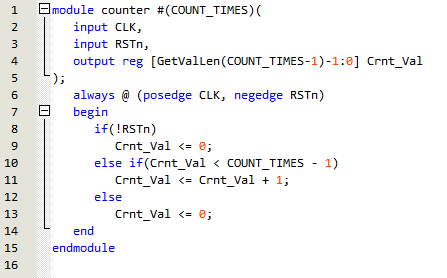 1 module counter #(COUNT_TIMES)(
2 input CLK,
3 input RSTn,
4 output reg [GetValLen(COUNT_TIMES-1)-1:0] Crnt_Val
5 );
6 always @ (posedge CLK, negedge RSTn)
7 begin
8 if(!RSTn)
9 Crnt_Val <= 0;
10 else if(Crnt_Val < COUNT_TIMES - 1)
11 Crnt_Val <= Crnt_Val + 1;
12 else
13 Crnt_Val <= 0;
14 end
15 endmodule
16